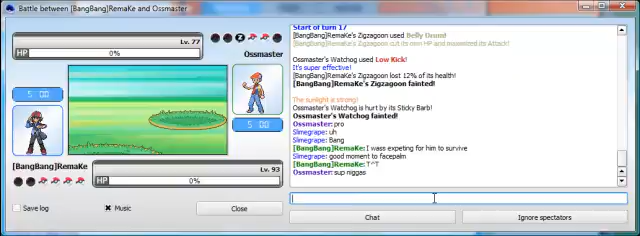 Battle between [BangBang]RemaKe and Ossmaster
Lv. 77
HP
0%
Ossmaster
5 : 00
5 : 00
[BangBang]RemaKe
Lv. 93
HP
0%
Save log
Music
Close
Start of turn 17
[BangBang]RemaKe's Zigzagoon used Belly Drum!
[BangBang]RemaKe's Zigzagoon cut its own HP and maximized its Attack!
Ossmaster's Watchog used Low Kick!
It's super effective!
[BangBang]RemaKe's Zigzagoon lost 12% of its health!
[BangBang]RemaKe's Zigzagoon fainted!
The sunlight is strong!
Ossmaster's Watchog is hurt by its Sticky Barb!
Ossmaster's Watchog fainted!
Ossmaster: pro
Slimegrape: uh
Slimegrape: Bang
[BangBang]RemaKe: I wass expeting for him to survive
Slimegrape: good moment to facepalm
[BangBang]RemaKe: T^T
Ossmaster: sup niggas
Chat
Ignore spectators